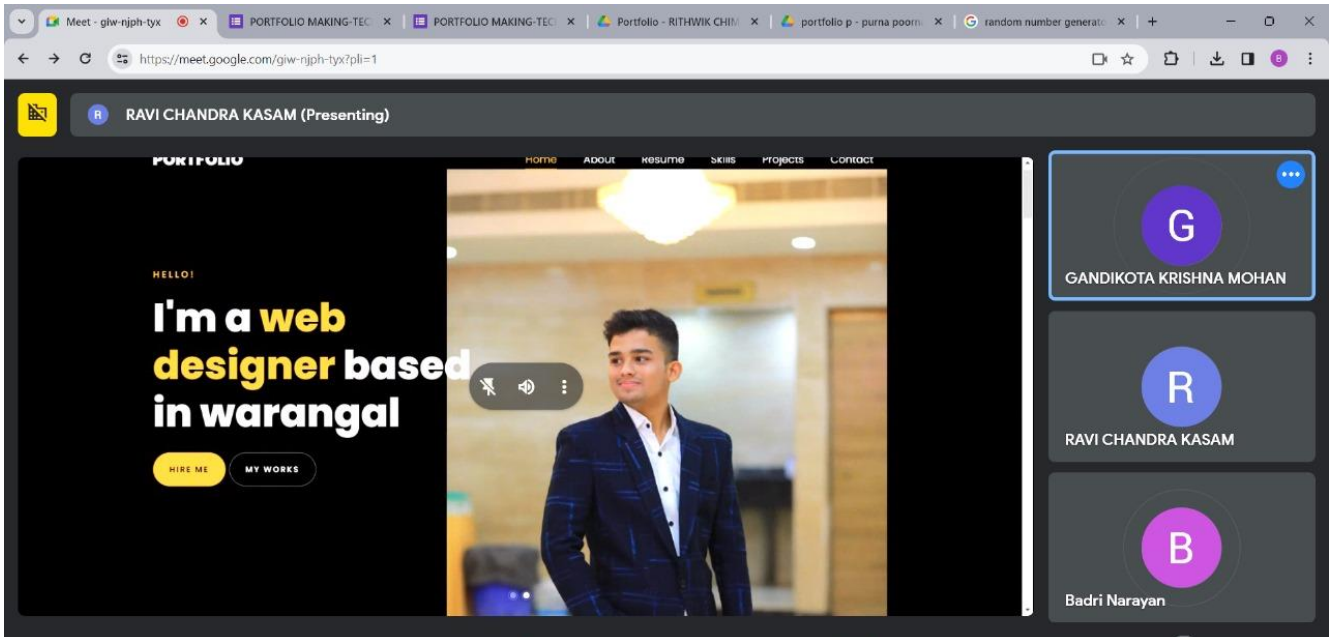 Meet - giw-njph-tyx
PORTFOLIO MAKING-TEC
PORTFOLIO MAKING-TEC
Portfolio - RITHWIK CHIM
portfolio p - purna poorn
random number generato
https://meet.google.com/giw-njph-tyx?pli=1
B
R
RAVI CHANDRA KASAM (Presenting)
PORTFOLIO
Home About Resume Skills Projects Contact
HELLO!
I'm a web
designer based
in warangal
HIRE ME
MY WORKS
G
GANDIKOTA KRISHNA MOHAN
R
RAVI CHANDRA KASAM
B
Badri Narayan